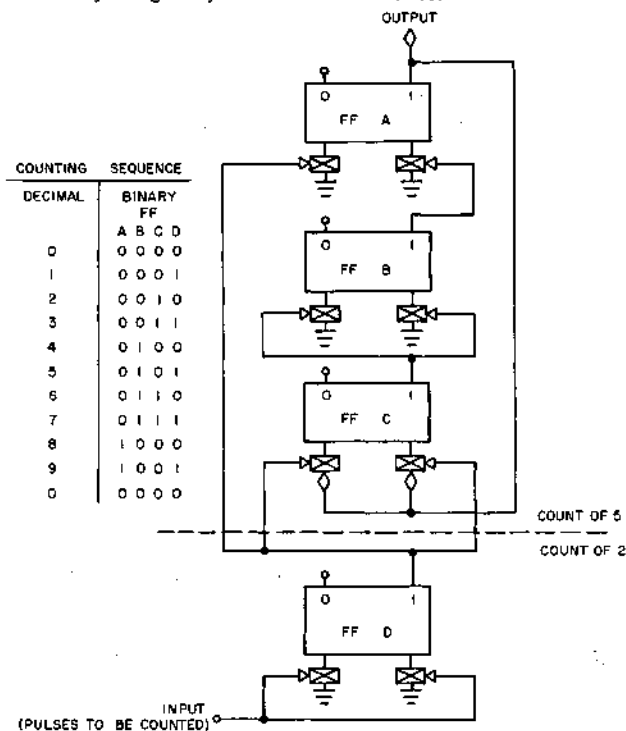 OUTPUT
0 1
FF A
COUNTING SEQUENCE
DECIMAL BINARY
FF
A B C D
0 0 0 0 0
1 0 0 0 1
2 0 0 1 0
3 0 0 1 1
4 0 1 0 0
5 0 1 0 1
6 0 1 1 0
7 0 1 1 1
8 1 0 0 0
9 1 0 0 1
0 0 0 0 0
0 1
FF B
0 1
FF C
COUNT OF 5
COUNT OF 2
0 1
FF D
INPUT
(PULSES TO BE COUNTED)